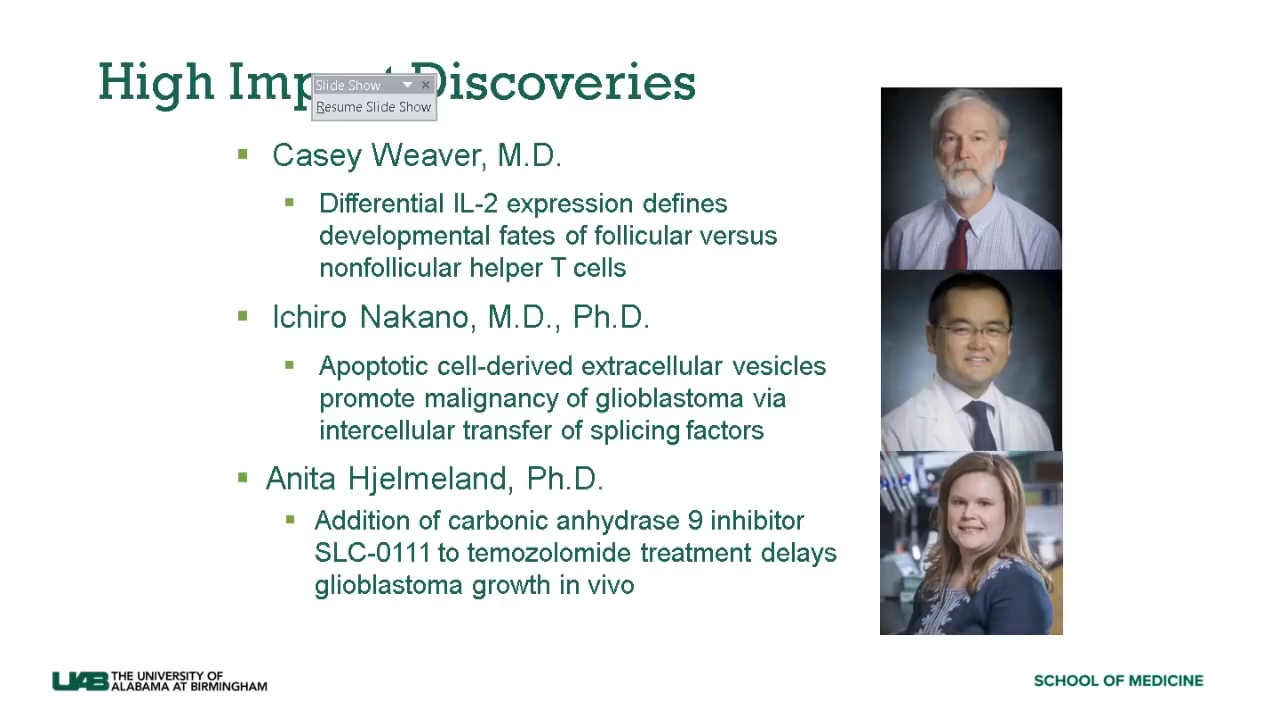 High Imp t Discoveries
Slide Show
Resume Slide Show
Casey Weaver, M.D.
Differential IL-2 expression defines
developmental fates of follicular versus
nonfollicular helper T cells
Ichiro Nakano, M.D., Ph.D.
Apoptotic cell-derived extracellular vesicles
promote malignancy of glioblastoma via
intercellular transfer of splicing factors
Anita Hjelmeland, Ph.D.
Addition of carbonic anhydrase 9 inhibitor
SLC-0111 to temozolomide treatment delays
glioblastoma growth in vivo
UAB THE UNIVERSITY OF
ALABAMA AT BIRMINGHAM
SCHOOL OF MEDICINE